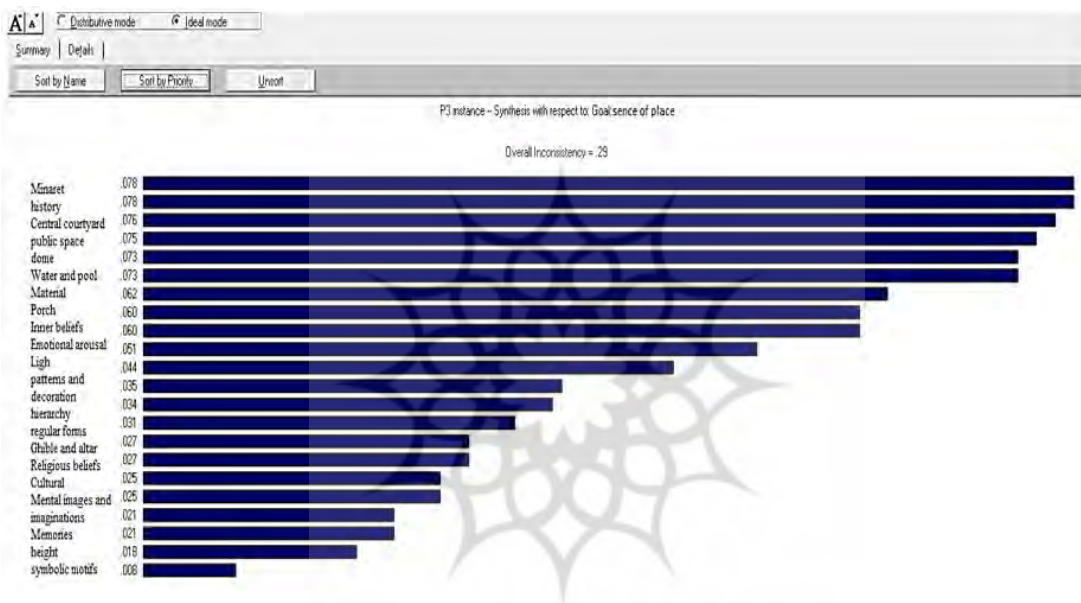 A A
Distributive mode Ideal mode
Summary Details
Sort by Name Sort by Priority Unsort
P3 instance -- Synthesis with respect to: Goal:sence of place
Overall Inconsistency = .29
Minaret
history
Central courtyard
public space
dome
Water and pool
Material
Porch
Inner beliefs
Emotional arousal
Ligh
patterns and
decoration
hierarchy
regular forms
Ghible and altar
Religious beliefs
Cultural
Mental images and
imaginations
Memories
height
symbolic motifs
.078
.078
.076
.075
.073
.073
.062
.060
.060
.051
.044
.035
.034
.031
.027
.027
.025
.025
.021
.021
.018
.008